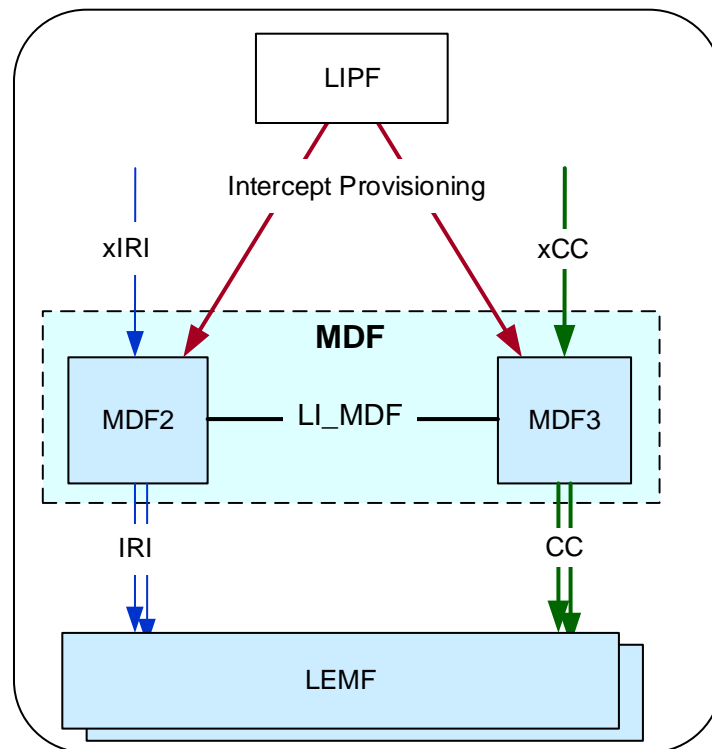 LIPF
Intercept Provisioning
xIRI
xCC
MDF
MDF2
LI_MDF
MDF3
IRI
CC
LEMF